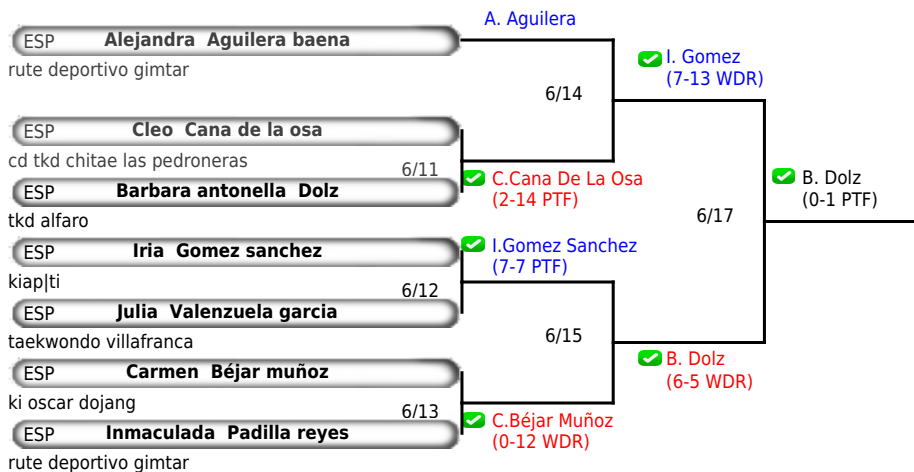 A. Aguilera
ESP Alejandra Aguilera baena
rute deportivo gimtar
I. Gomez
(7-13 WDR)
6/14
ESP Cleo Cana de la osa
cd tkd chitae las pedroneras
6/11
C.Cana De La Osa
(2-14 PTF)
ESP Barbara antonella Dolz
tkd alfaro
B. Dolz
(0-1 PTF)
6/17
ESP Iria Gomez sanchez
kiap|ti
I.Gomez Sanchez
(7-7 PTF)
6/12
ESP Julia Valenzuela garcia
taekwondo villafranca
6/15
B. Dolz
(6-5 WDR)
ESP Carmen Béjar muñoz
ki oscar dojang
6/13
C.Béjar Muñoz
(0-12 WDR)
ESP Inmaculada Padilla reyes
rute deportivo gimtar